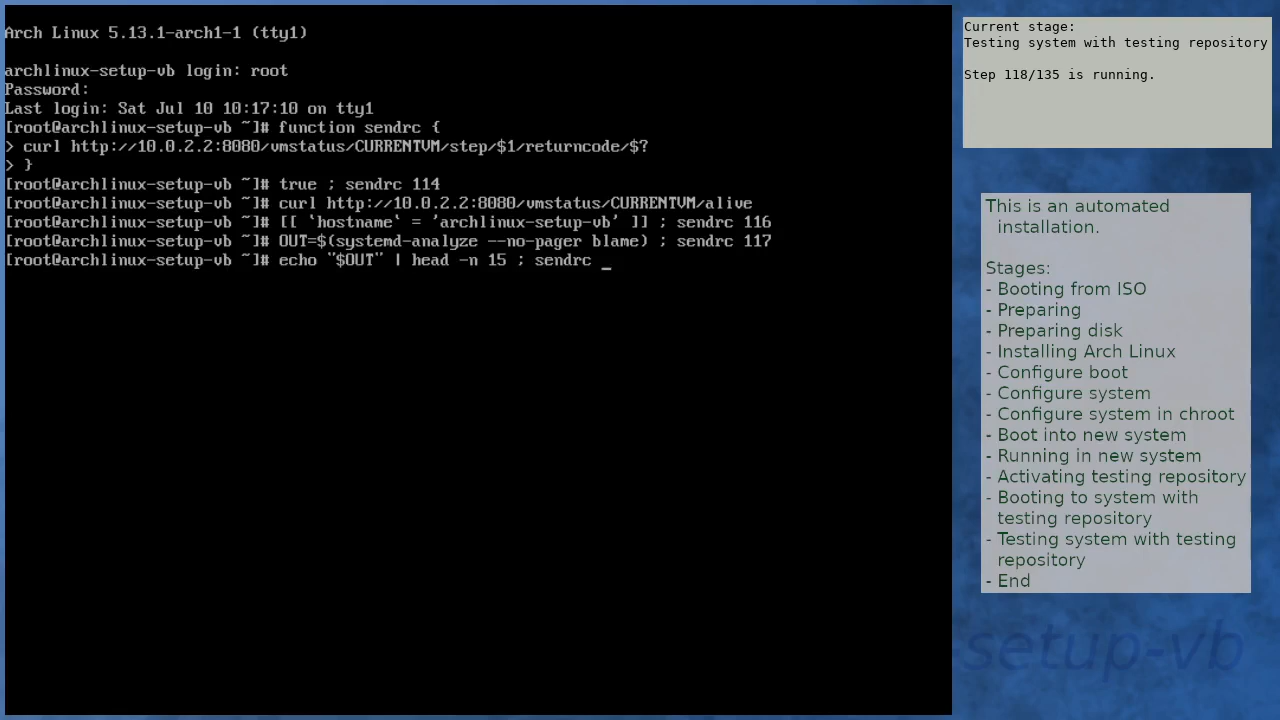 Arch Linux 5.13.1-arch1-1 (tty1)
archlinux-setup-vb login: root
Password:
Last login: Sat Jul 10 10:17:10 on tty1
[root@archlinux-setup-vb ~]# function sendrc {
> curl http://10.0.2.2:8080/vmstatus/CURRENTVM/step/$1/returncode/$?
> }
[root@archlinux-setup-vb ~]# true ; sendrc 114
[root@archlinux-setup-vb ~]# curl http://10.0.2.2:8080/vmstatus/CURRENTVM/alive
[root@archlinux-setup-vb ~]# [[ `hostname` = 'archlinux-setup-vb' ]] ; sendrc 116
[root@archlinux-setup-vb ~]# OUT=$(systemd-analyze --no-pager blame) ; sendrc 117
[root@archlinux-setup-vb ~]# echo "$OUT" | head -n 15 ; sendrc _
Current stage:
Testing system with testing repository
Step 118/135 is running.
This is an automated
installation.
Stages:
- Booting from ISO
- Preparing
- Preparing disk
- Installing Arch Linux
- Configure boot
- Configure system
- Configure system in chroot
- Boot into new system
- Running in new system
- Activating testing repository
- Booting to system with
testing repository
- Testing system with testing
repository
- End
-setup-vb